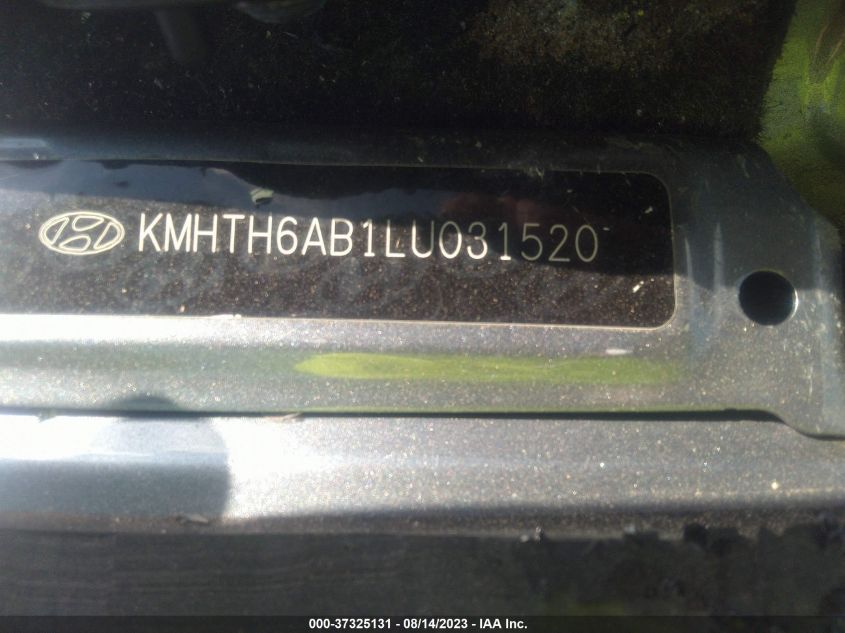 KMHTH6AB1LU031520
000-37325131 - 08/14/2023 - IAA Inc.